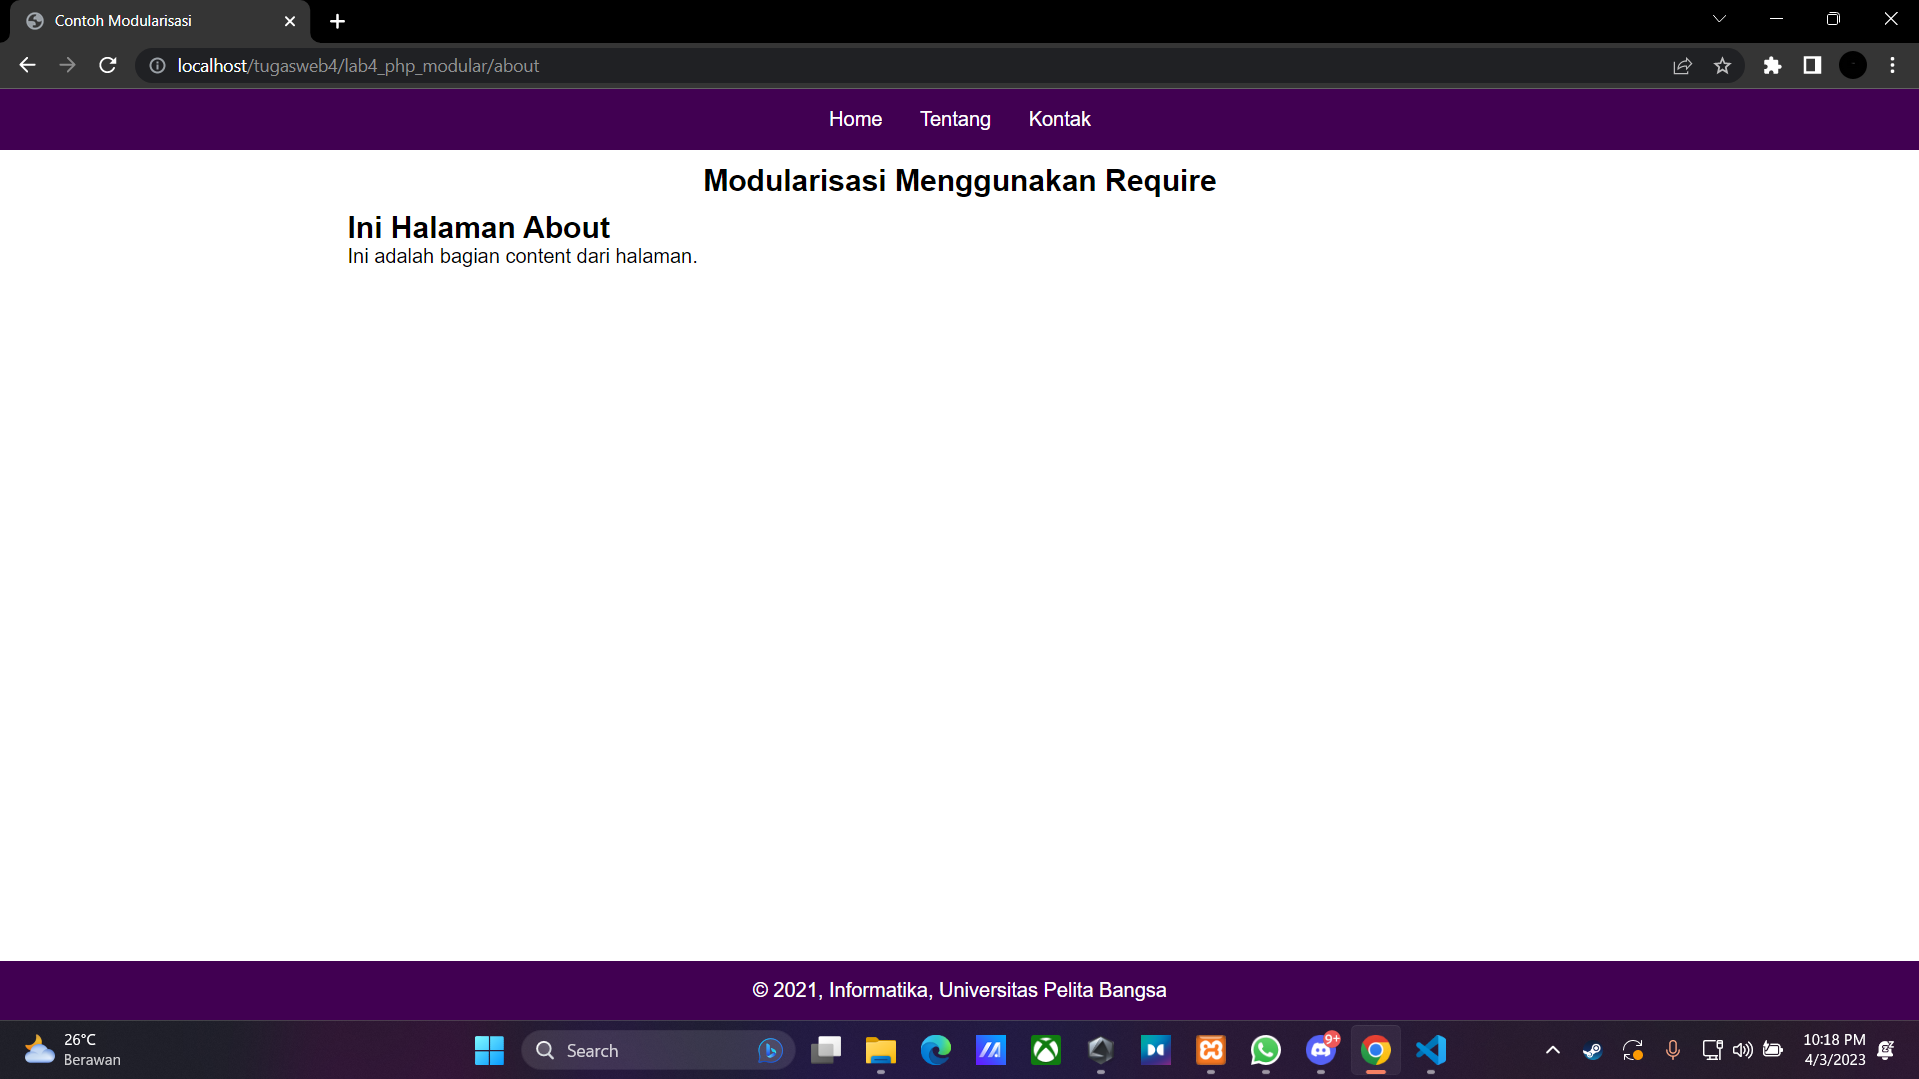 Contoh Modularisasi
localhost/tugasweb4/lab4_php_modular/about
Home Tentang Kontak
Modularisasi Menggunakan Require
Ini Halaman About
Ini adalah bagian content dari halaman.
© 2021, Informatika, Universitas Pelita Bangsa
26°C
Berawan
Search
9+
10:18 PM
4/3/2023